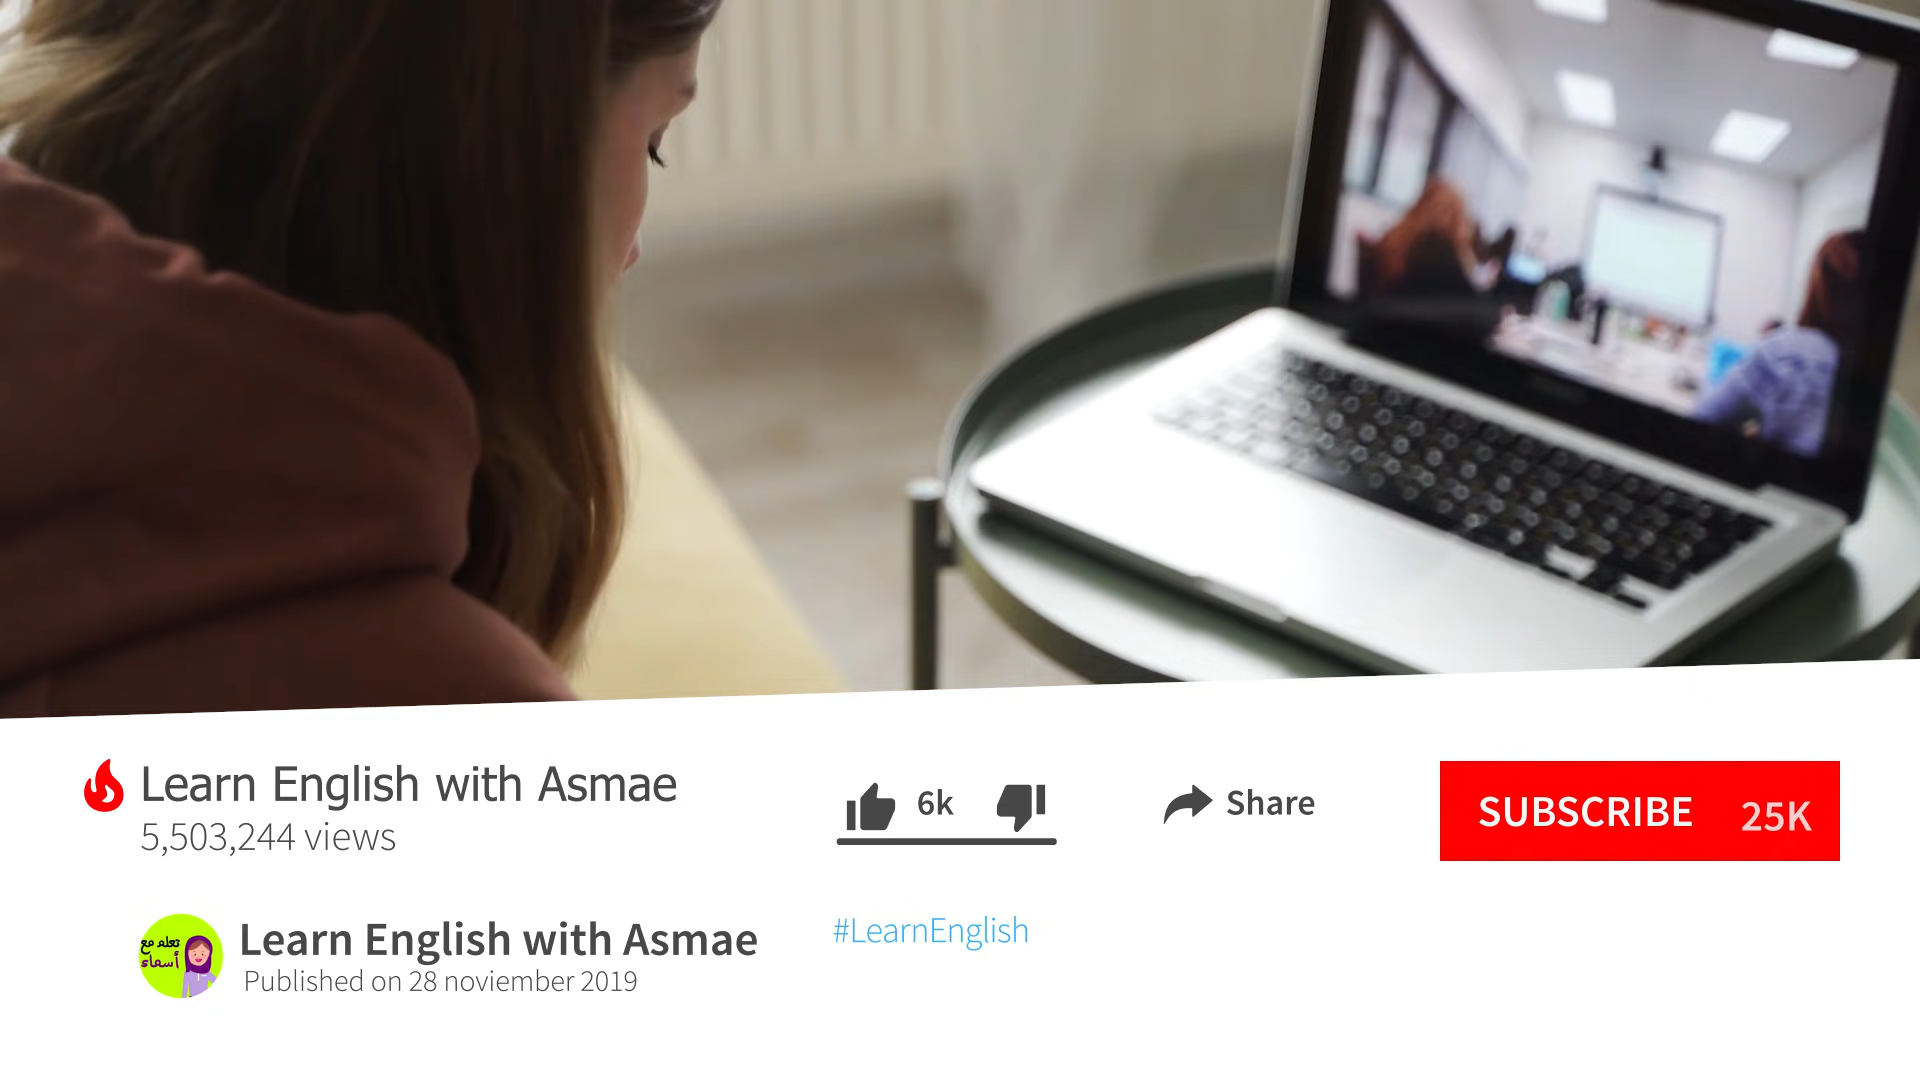 Learn English with Asmae
5,503,244 views
6k
Share
SUBSCRIBE 25K
تعلم مع
أسماء
Learn English with Asmae
Published on 28 noviember 2019
#LearnEnglish